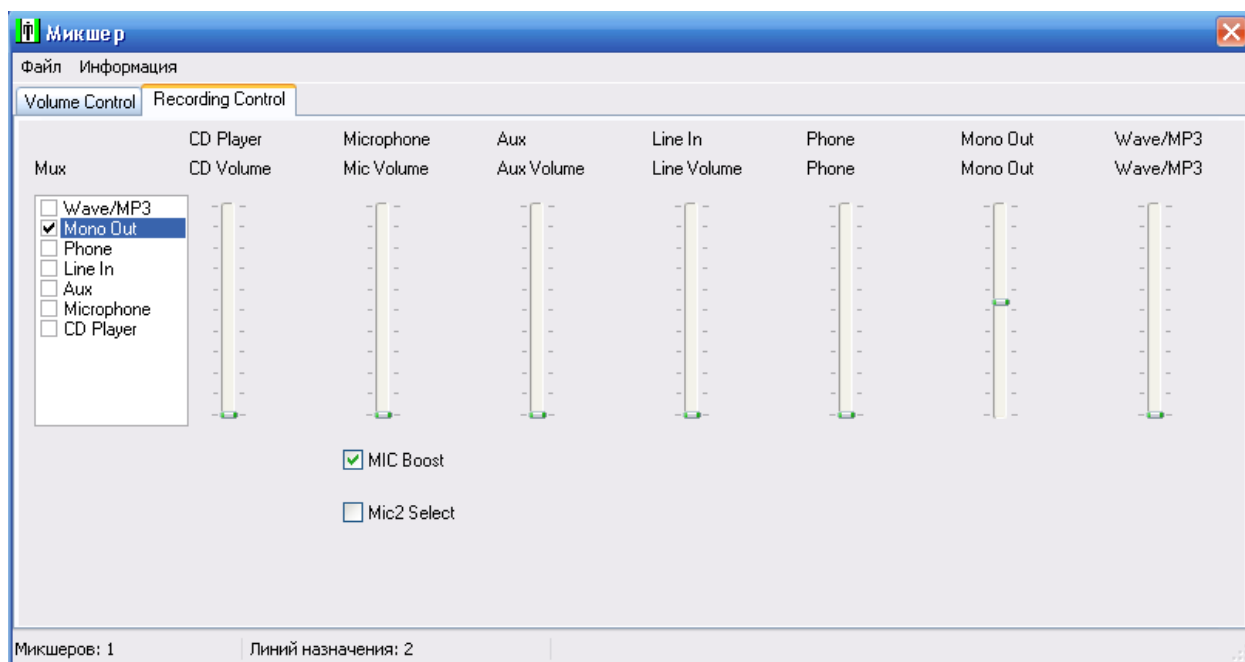 Микшер
Файл Информация
Volume Control Recording Control
CD Player Microphone Aux Line In Phone Mono Out Wave/MP3
Mux CD Volume Mic Volume Aux Volume Line Volume Phone Mono Out Wave/MP3
Wave/MP3
Mono Out
Phone
Line In
Aux
Microphone
CD Player
MIC Boost
Mic2 Select
Микшеров: 1 Линий назначения: 2